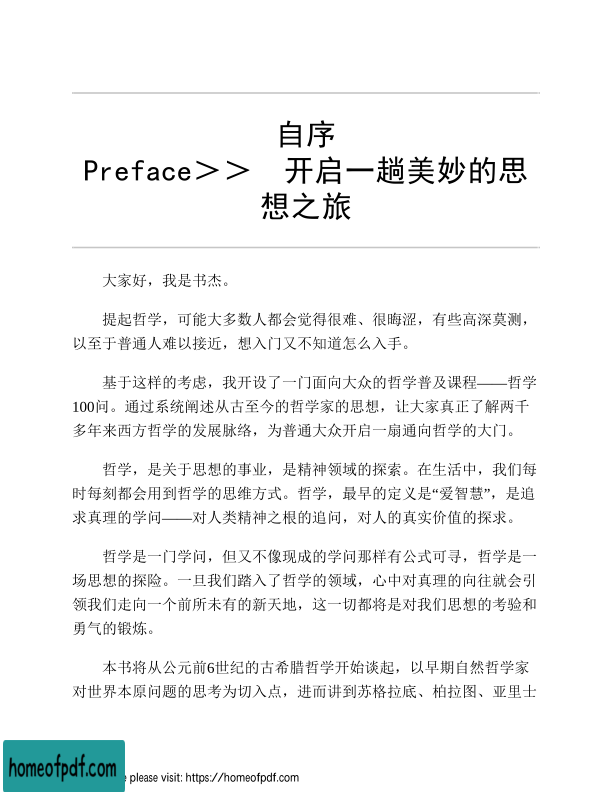 自序
Preface＞＞ 开启一趟美妙的思
想之旅
大家好，我是书杰。
提起哲学，可能大多数人都会觉得很难、很晦涩，有些高深莫测，
以至于普通人难以接近，想入门又不知道怎么入手。
基于这样的考虑，我开设了一门面向大众的哲学普及课程——哲学
100问。通过系统阐述从古至今的哲学家的思想，让大家真正了解两千
多年来西方哲学的发展脉络，为普通大众开启一扇通向哲学的大门。
哲学，是关于思想的事业，是精神领域的探索。在生活中，我们每
时每刻都会用到哲学的思维方式。哲学，最早的定义是“爱智慧”，是追
求真理的学问——对人类精神之根的追问，对人的真实价值的探求。
哲学是一门学问，但又不像现成的学问那样有公式可寻，哲学是一
场思想的探险。一旦我们踏入了哲学的领域，心中对真理的向往就会引
领我们走向一个前所未有的新天地，这一切都将是对我们思想的考验和
勇气的锻炼。
本书将从公元前6世纪的古希腊哲学开始谈起，以早期自然哲学家
对世界本原问题的思考为切入点，进而讲到苏格拉底、柏拉图、亚里士
homeofpdf.com
please visit: https://homeofpdf.com